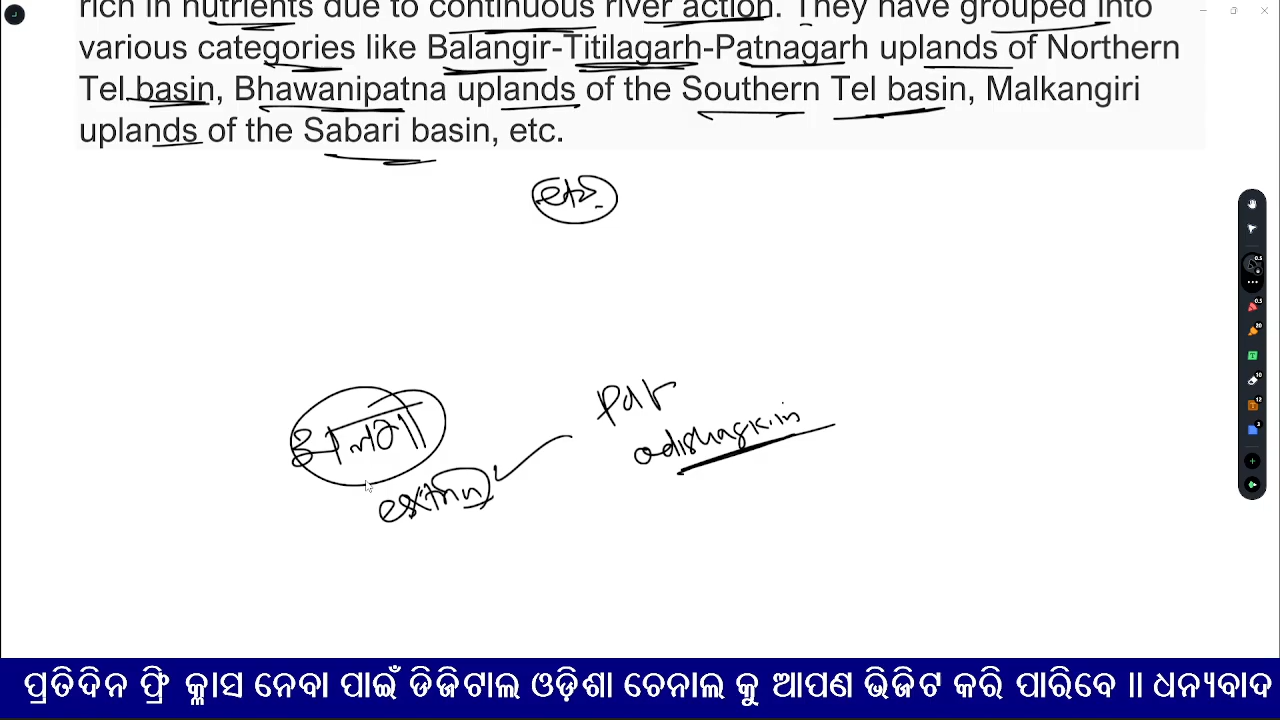 rich in nutrients due to continuous river action. They have grouped into
various categories like Balangir-Titilagarh-Patnagarh uplands of Northern
Tel basin, Bhawanipatna uplands of the Southern Tel basin, Malkangiri
uplands of the Sabari basin, etc.
etc.
odishagk.in
ପ୍ରତିଦିନ ଫ୍ରି କ୍ଲାସ ନେବା ପାଇଁ ଡିଜିଟାଲ ଓଡ଼ିଶା ଚେନାଲ କୁ ଆପଣ ଭିଜିଟ କରି ପାରିବେ ॥ ଧନ୍ୟବାଦ